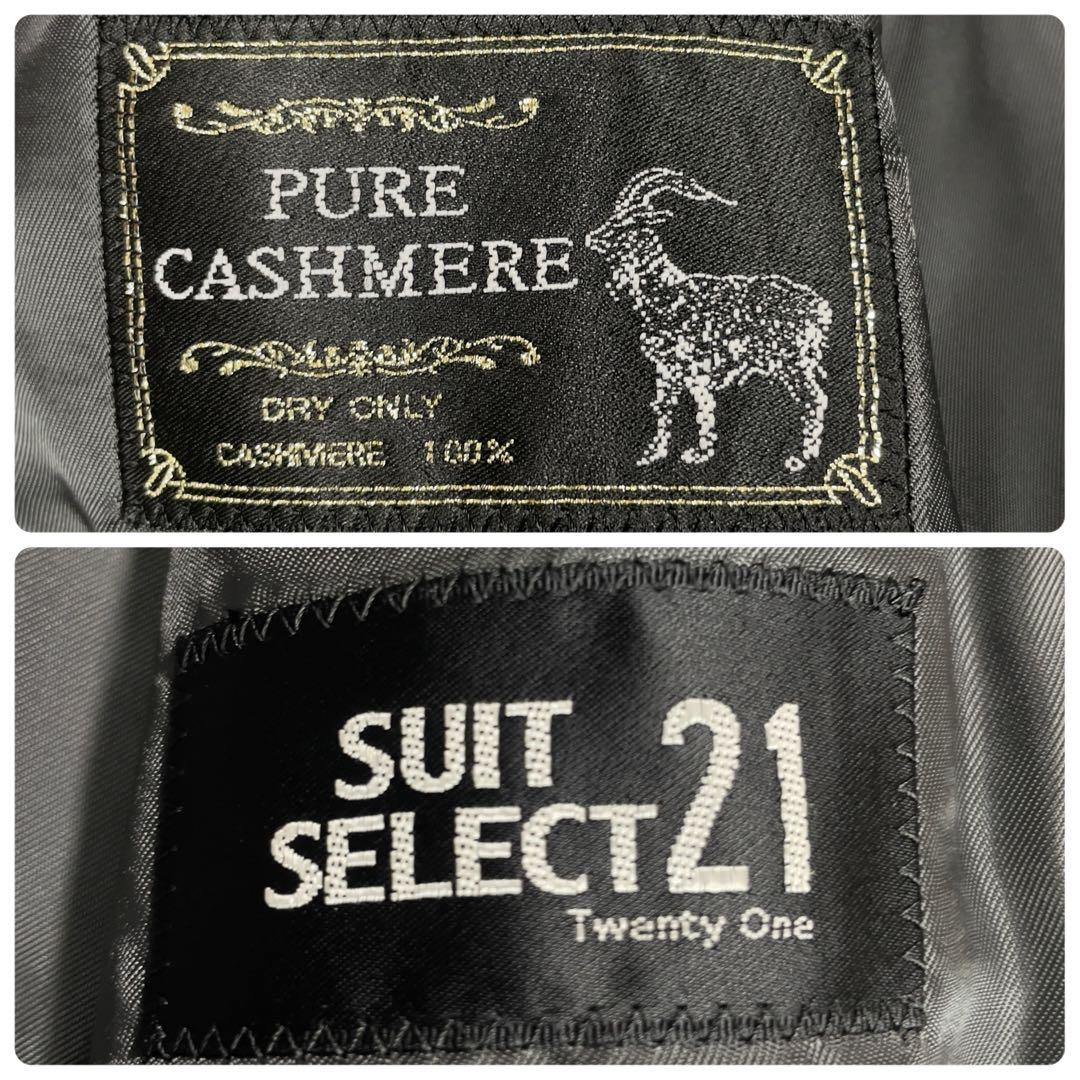 PURE
CASHMERE
DRY ONLY
CASHMERE 100%
SUIT
SELECT 21
Twenty One